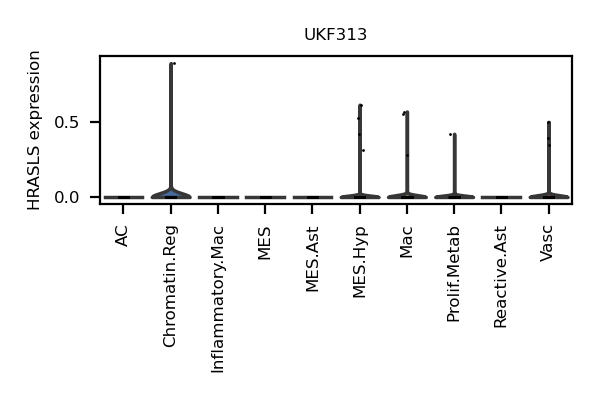 UKF313
HRASLS expression
0.5
0.0
AC
Chromatin.Reg
Inflammatory.Mac
MES
MES.Ast
MES.Hyp
Mac
Prolif.Metab
Reactive.Ast
Vasc